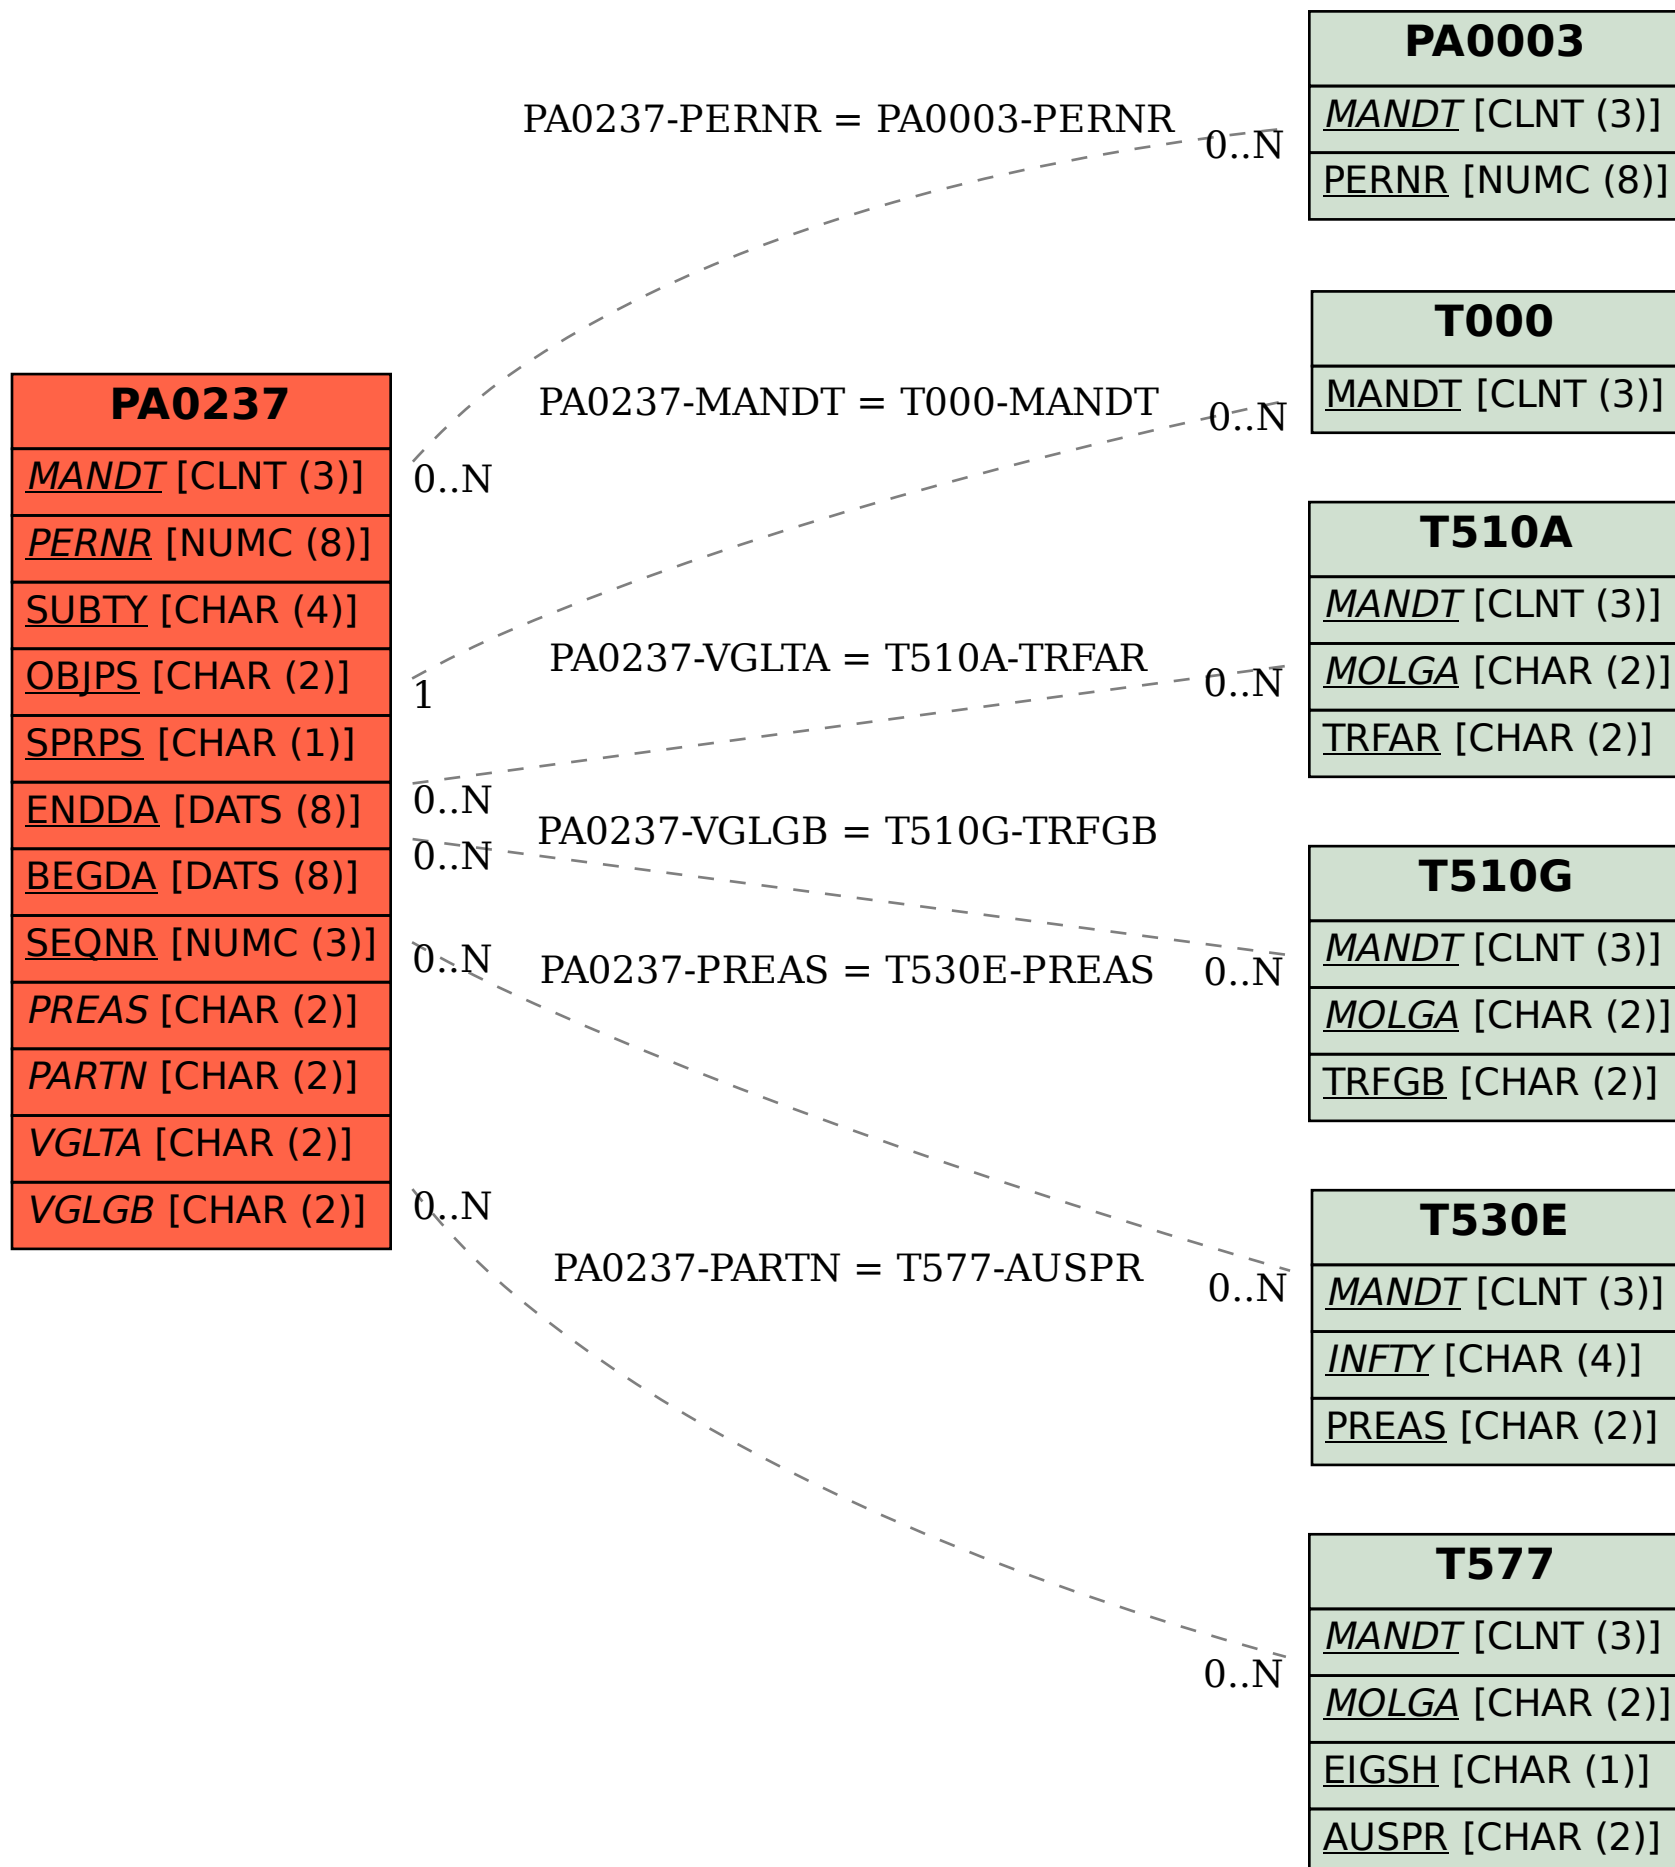 PA0237
MANDT [CLNT (3)]
PERNR [NUMC (8)]
SUBTY [CHAR (4)]
OBJPS [CHAR (2)]
SPRPS [CHAR (1)]
ENDDA [DATS (8)]
BEGDA [DATS (8)]
SEQNR [NUMC (3)]
PREAS [CHAR (2)]
PARTN [CHAR (2)]
VGLTA [CHAR (2)]
VGLGB [CHAR (2)]
PA0237-PERNR = PA0003-PERNR
0..N
0..N
PA0237-MANDT = T000-MANDT
0..N
1
PA0237-VGLTA = T510A-TRFAR
0..N
0..N
PA0237-VGLGB = T510G-TRFGB
0..N
0..N
PA0237-PREAS = T530E-PREAS
0..N
0..N
PA0237-PARTN = T577-AUSPR
0..N
0..N
PA0003
MANDT [CLNT (3)]
PERNR [NUMC (8)]
T000
MANDT [CLNT (3)]
T510A
MANDT [CLNT (3)]
MOLGA [CHAR (2)]
TRFAR [CHAR (2)]
T510G
MANDT [CLNT (3)]
MOLGA [CHAR (2)]
TRFGB [CHAR (2)]
T530E
MANDT [CLNT (3)]
INFTY [CHAR (4)]
PREAS [CHAR (2)]
T577
MANDT [CLNT (3)]
MOLGA [CHAR (2)]
EIGSH [CHAR (1)]
AUSPR [CHAR (2)]